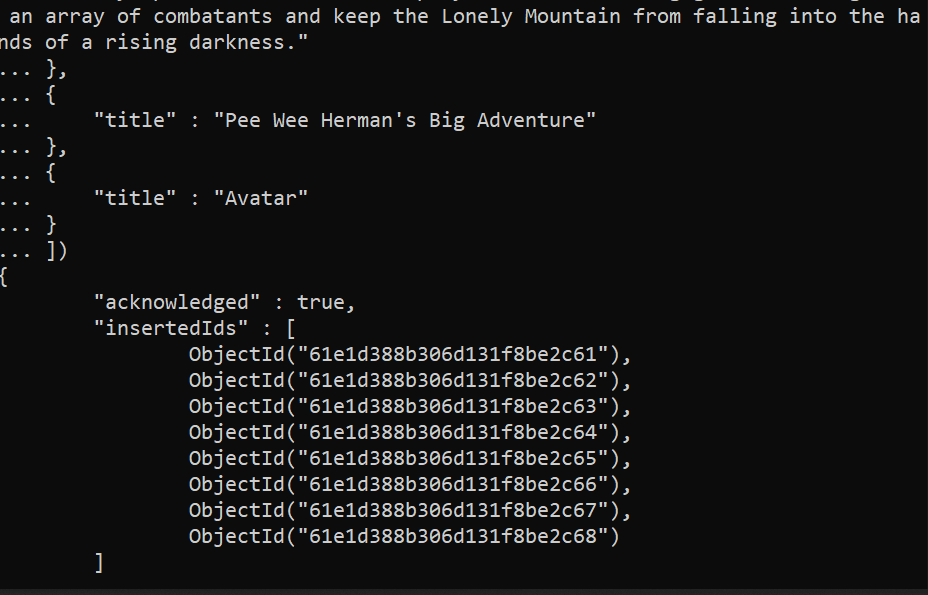 an array of combatants and keep the Lonely Mountain from falling into the ha
nds of a rising darkness."
... },
... {
...     "title" : "Pee Wee Herman's Big Adventure"
... },
... {
...     "title" : "Avatar"
... }
... ])
{
        "acknowledged" : true,
        "insertedIds" : [
                ObjectId("61e1d388b306d131f8be2c61"),
                ObjectId("61e1d388b306d131f8be2c62"),
                ObjectId("61e1d388b306d131f8be2c63"),
                ObjectId("61e1d388b306d131f8be2c64"),
                ObjectId("61e1d388b306d131f8be2c65"),
                ObjectId("61e1d388b306d131f8be2c66"),
                ObjectId("61e1d388b306d131f8be2c67"),
                ObjectId("61e1d388b306d131f8be2c68")
        ]